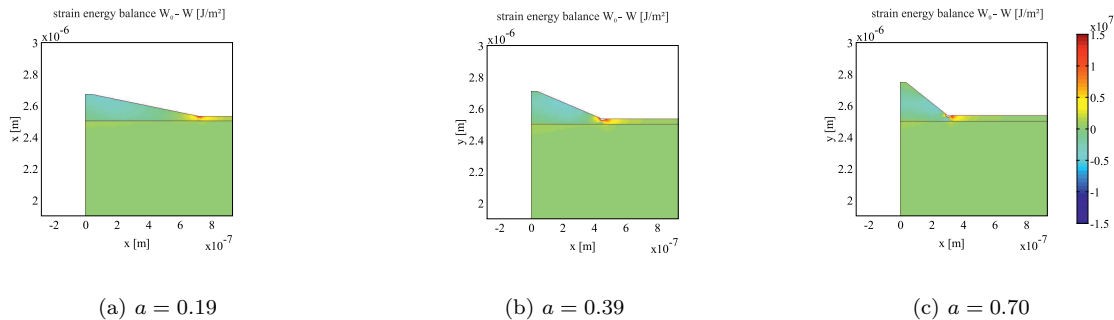 strain energy balance W₀- W [J/m²]
x10⁻⁶
3
2.8
2.6
2.4
2.2
2
x [m]
-2
0
2
4
6
8
x [m]
x10⁻⁷
(a) a = 0.19
strain energy balance W₀- W [J/m²]
x10⁻⁶
3
2.8
2.6
2.4
2.2
2
y [m]
-2
0
2
4
6
8
x [m]
x10⁻⁷
(b) a = 0.39
strain energy balance W₀- W [J/m²]
x10⁻⁶
3
2.8
2.6
2.4
2.2
2
y [m]
-2
0
2
4
6
8
x [m]
x10⁻⁷
x10⁷
1.5
1
0.5
0
-0.5
-1
-1.5
(c) a = 0.70